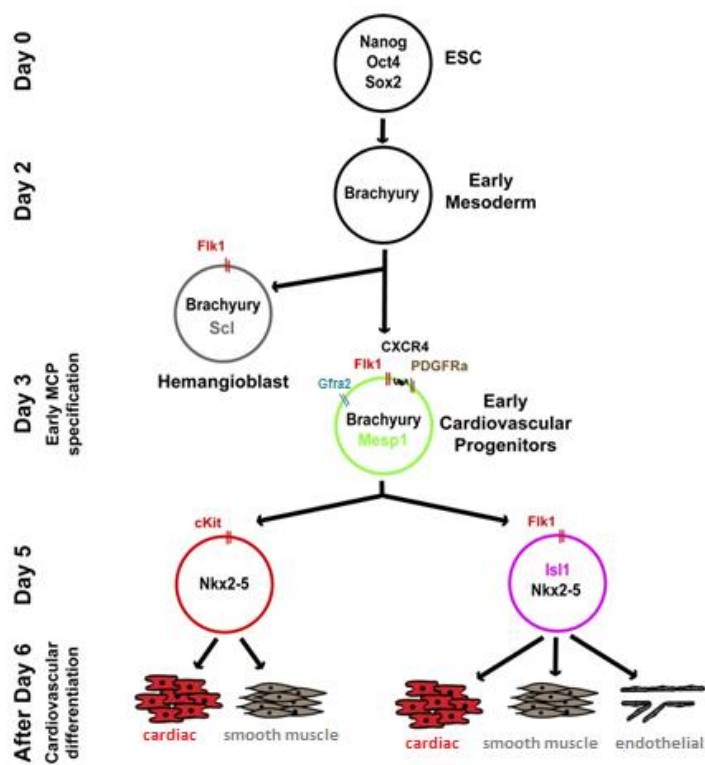 Day 0
Nanog
Oct4
Sox2
ESC
Day 2
Brachyury
Early
Mesoderm
Flk1
Brachyury
Scl
Hemangioblast
Day 3
Early MCP
specification
CXCR4
Flk1
PDGFRa
Gfra2
Brachyury
Mesp1
Early
Cardiovascular
Progenitors
Day 5
cKit
Nkx2-5
Flk1
Isl1
Nkx2-5
After Day 6
Cardiovascular
differentiation
cardiac
smooth muscle
cardiac
smooth muscle
endothelial